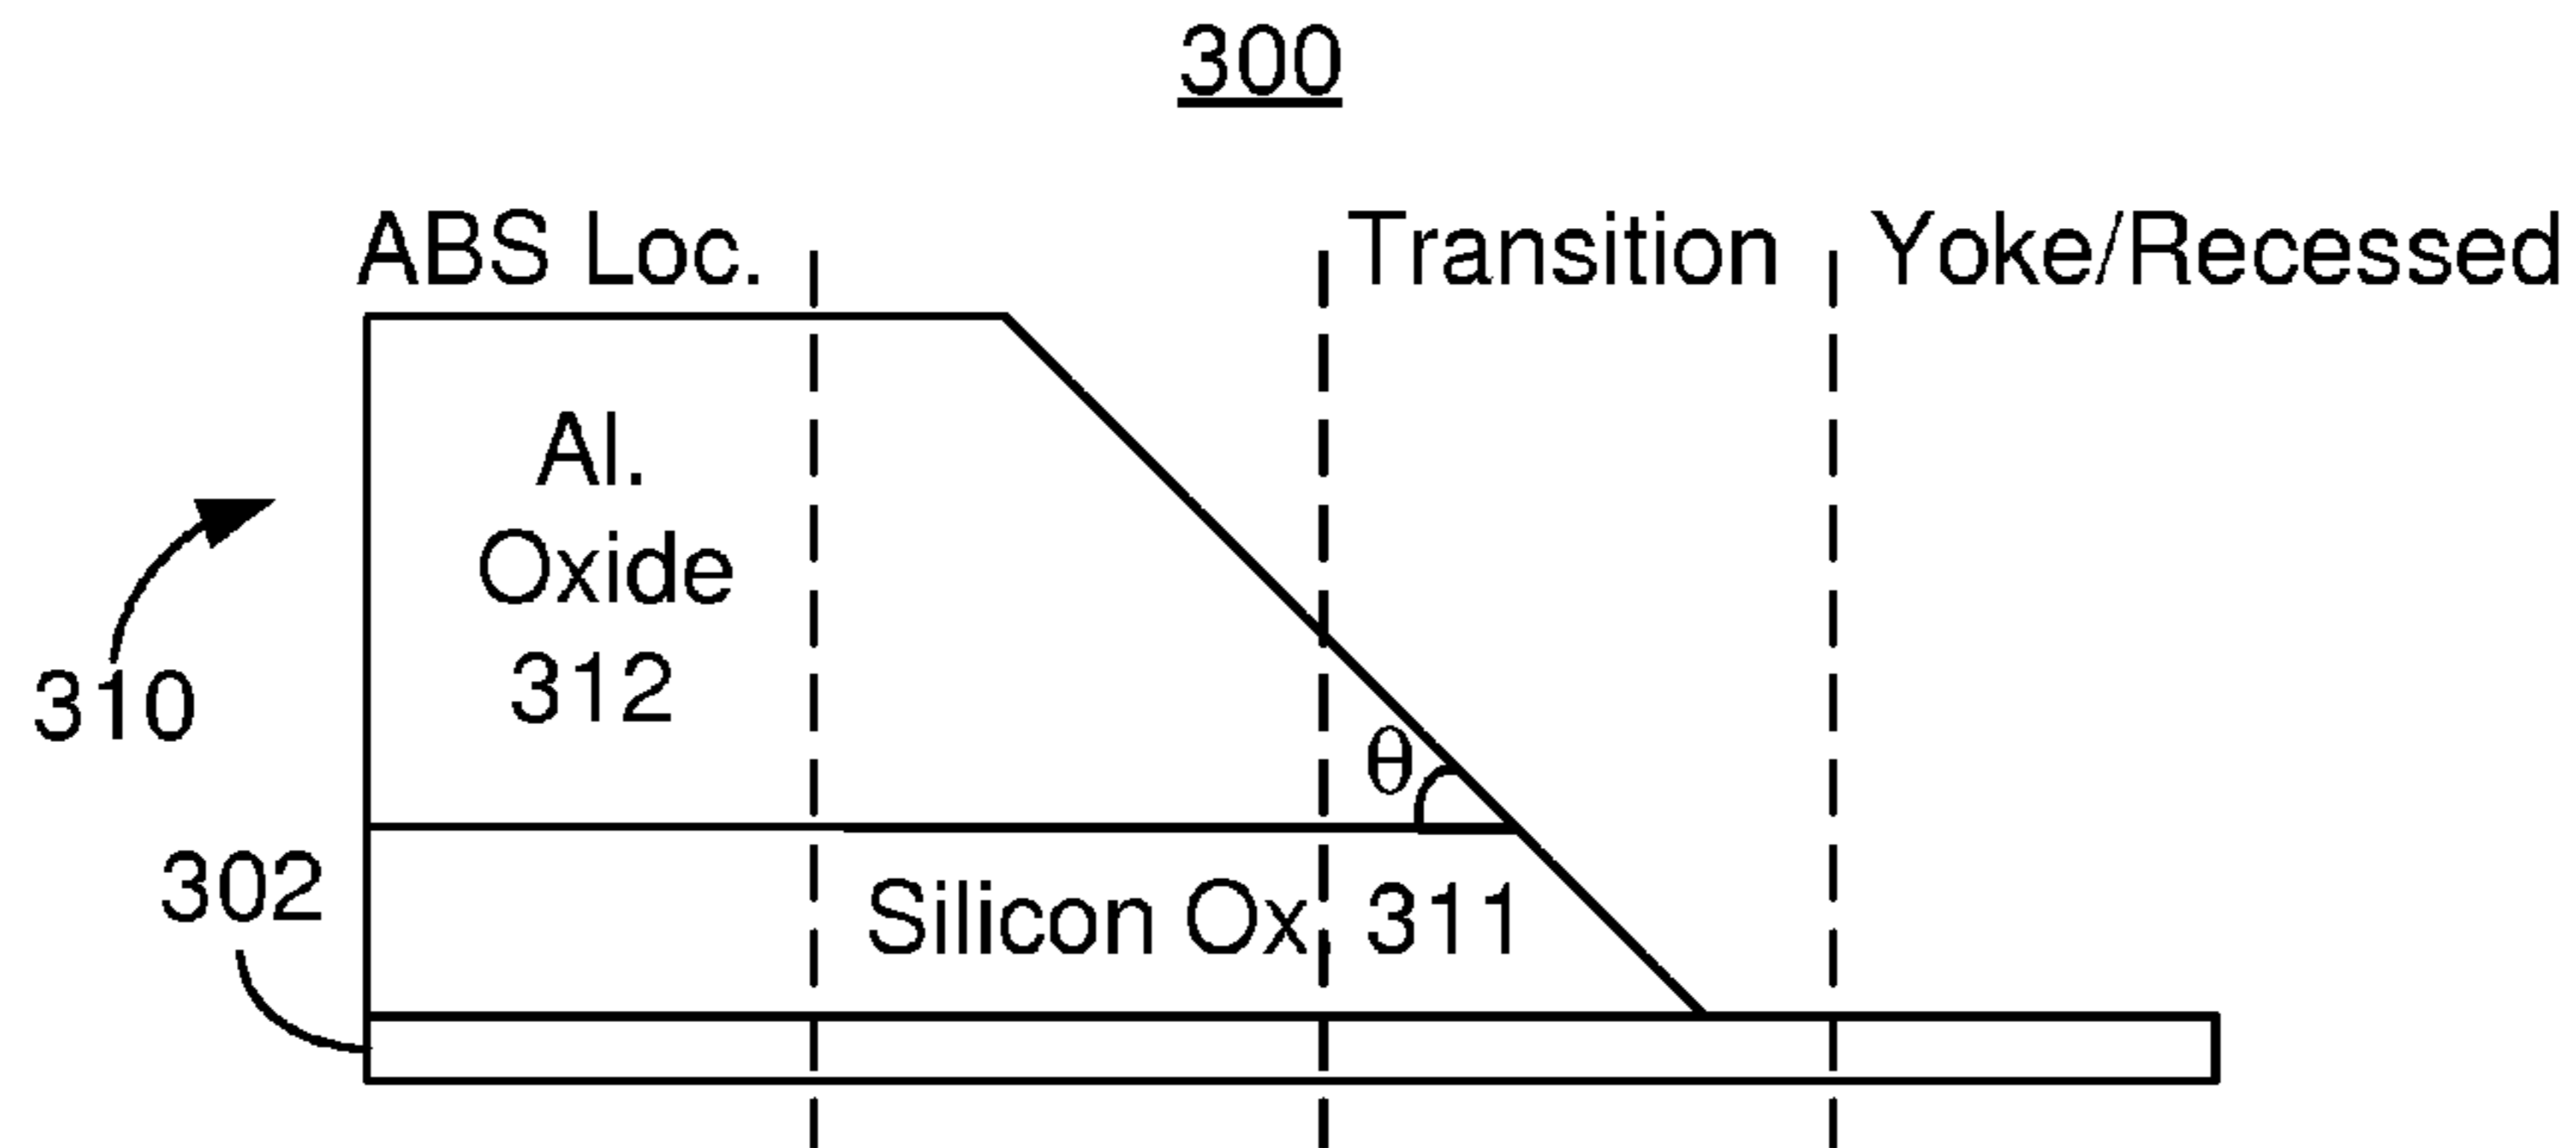 300
ABS Loc.
Transition
Yoke/Recessed
Al.
Oxide
312
310
θ
302
Silicon Ox. 311